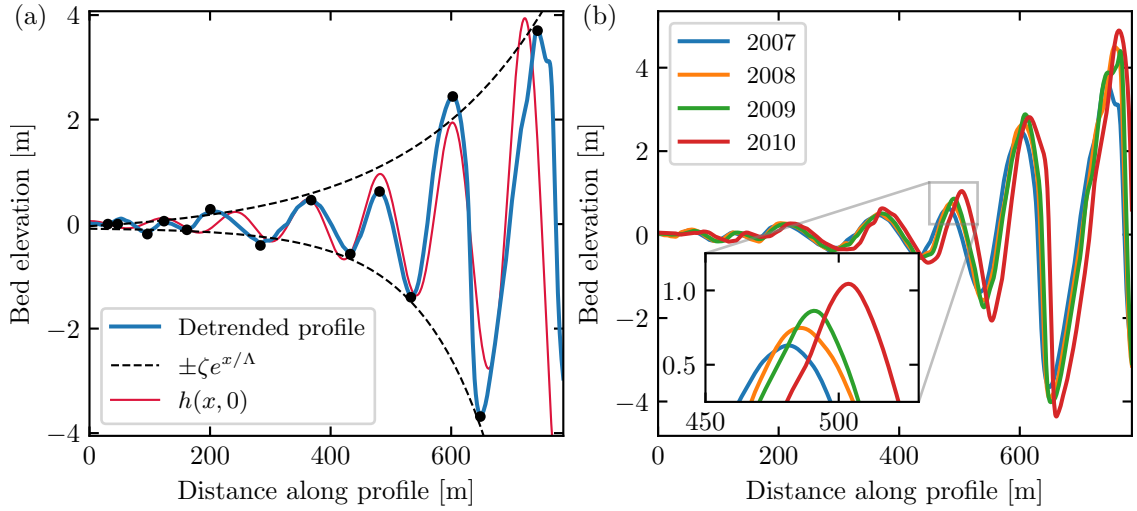 (a)
4
2
0
−2
−4
Bed elevation |m]
Detrended profile
±ζe^{x/Λ}
h(x, 0)
0 200 400 600
Distance along profile [m]
(b)
4
2
0
−2
−4
Bed elevation [m]
2007
2008
2009
2010
1.0
0.5
450 500
0 200 400 600
Distance along profile [m]